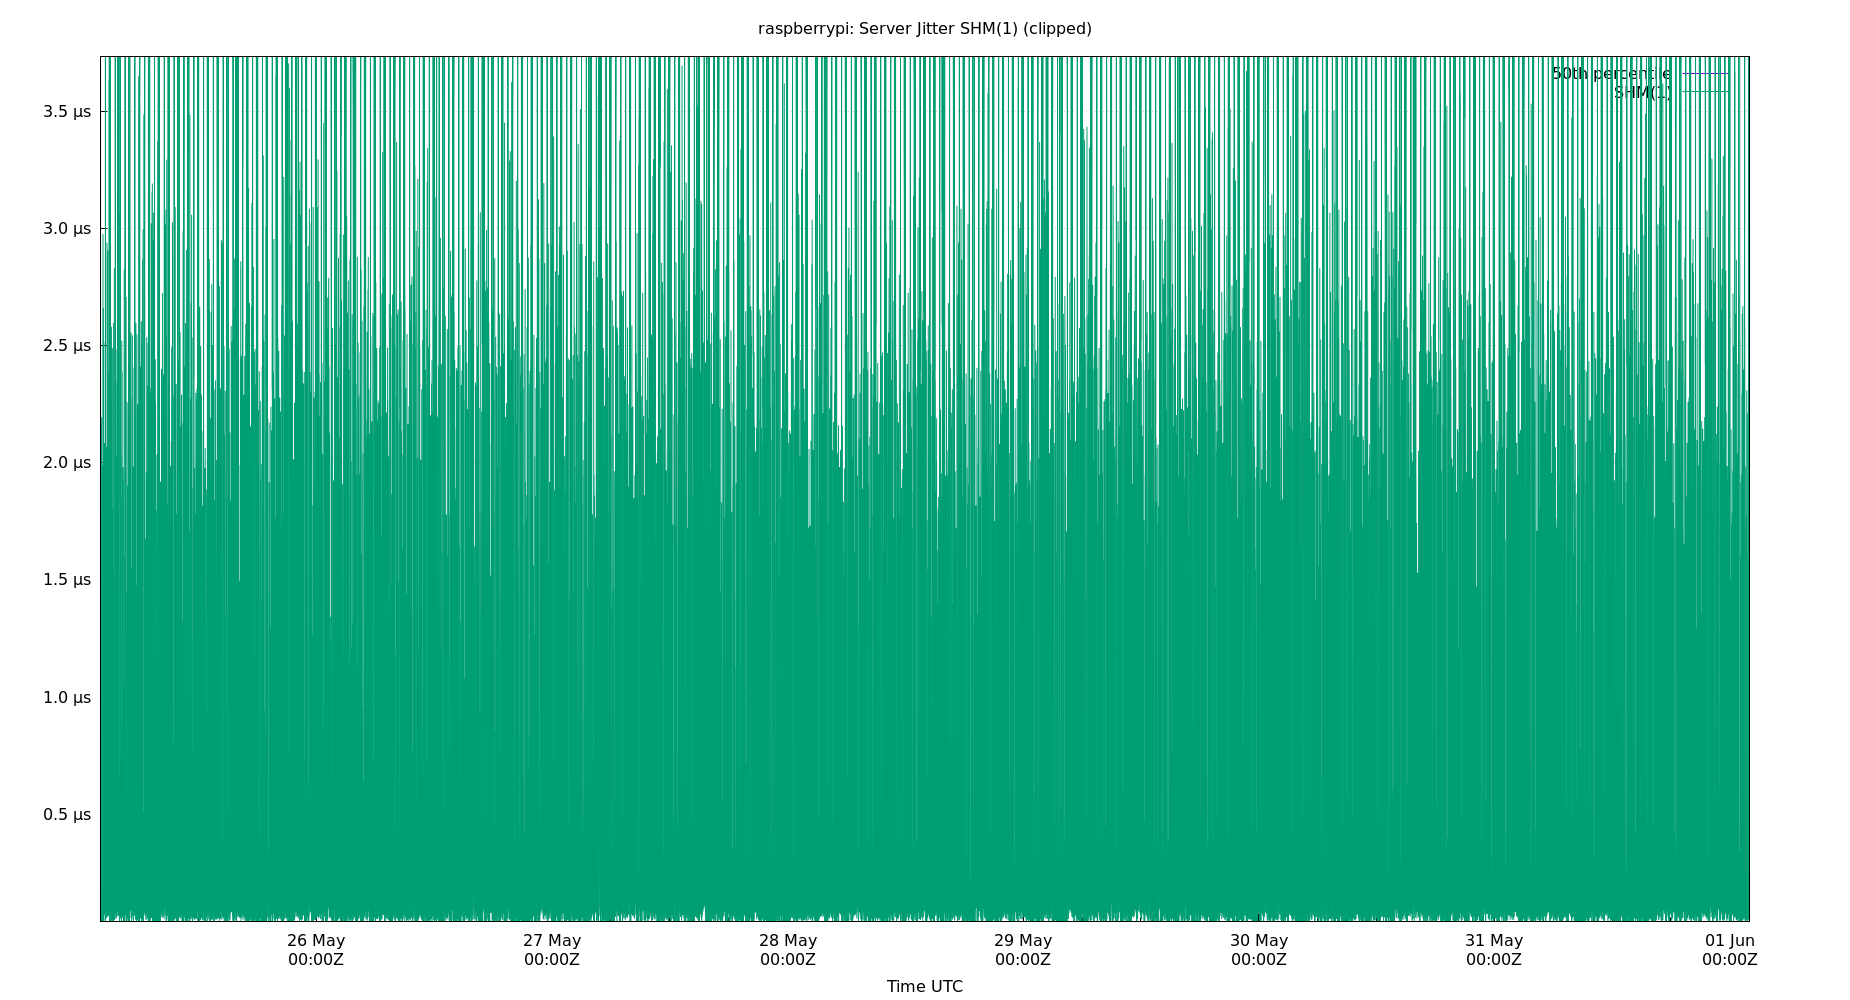 raspberrypi: Server Jitter SHM(1) (clipped)
50th percentile
SHM(1)
3.5 µs
3.0 µs
2.5 µs
2.0 µs
1.5 µs
1.0 µs
0.5 µs
26 May 27 May 28 May 29 May 30 May 31 May 01 Jun
00:00Z 00:00Z 00:00Z 00:00Z 00:00Z 00:00Z 00:00Z
Time UTC